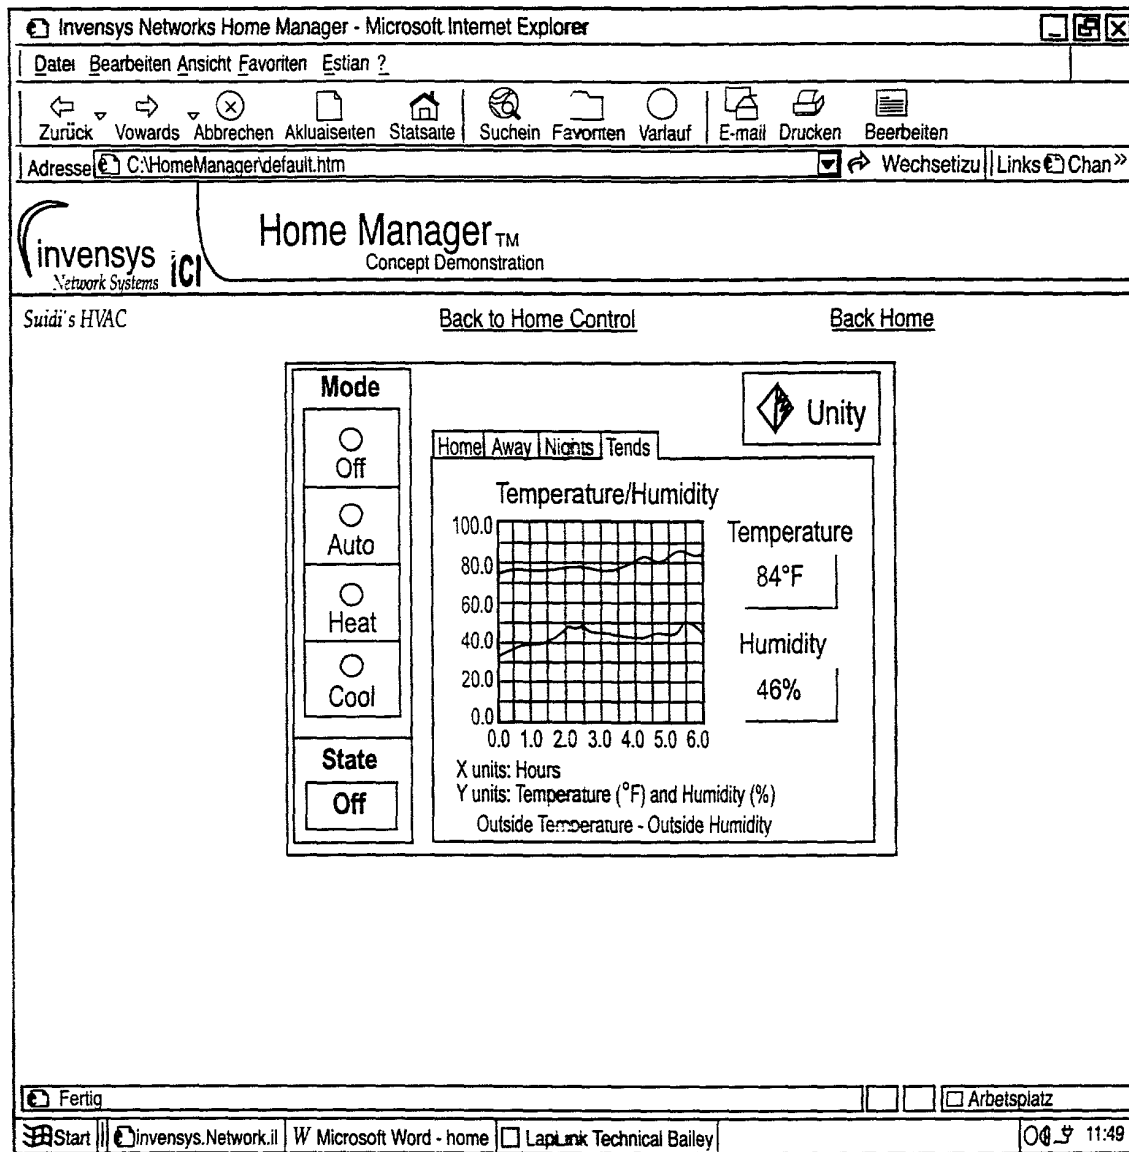 Invensys Networks Home Manager - Microsoft Internet Explorer
Datei Bearbeiten Ansicht Favoriten Estian ?
Zurück Vowards Abbrechen Akluaiseiten Statsaite Suchein Favoriten Varlauf E-mail Drucken Beerbeiten
Adresse C:\HomeManager\default.htm Wechsetizu Links Chan »
invensys
Network Systems iCI
Home Manager TM
Concept Demonstration
Suidi's HVAC Back to Home Control Back Home
Mode
Off
Auto
Heat
Cool
State
Off
Unity
Home Away Nights Tends
Temperature/Humidity
100.0
80.0
60.0
40.0
20.0
0.0
0.0 1.0 2.0 3.0 4.0 5.0 6.0
X units: Hours
Y units: Temperature (°F) and Humidity (%)
Outside Temperature - Outside Humidity
Temperature
84°F
Humidity
46%
Fertig Arbetsplatz
Start invensys.Network.il W Microsoft Word - home LapLink Technical Bailey 11:49